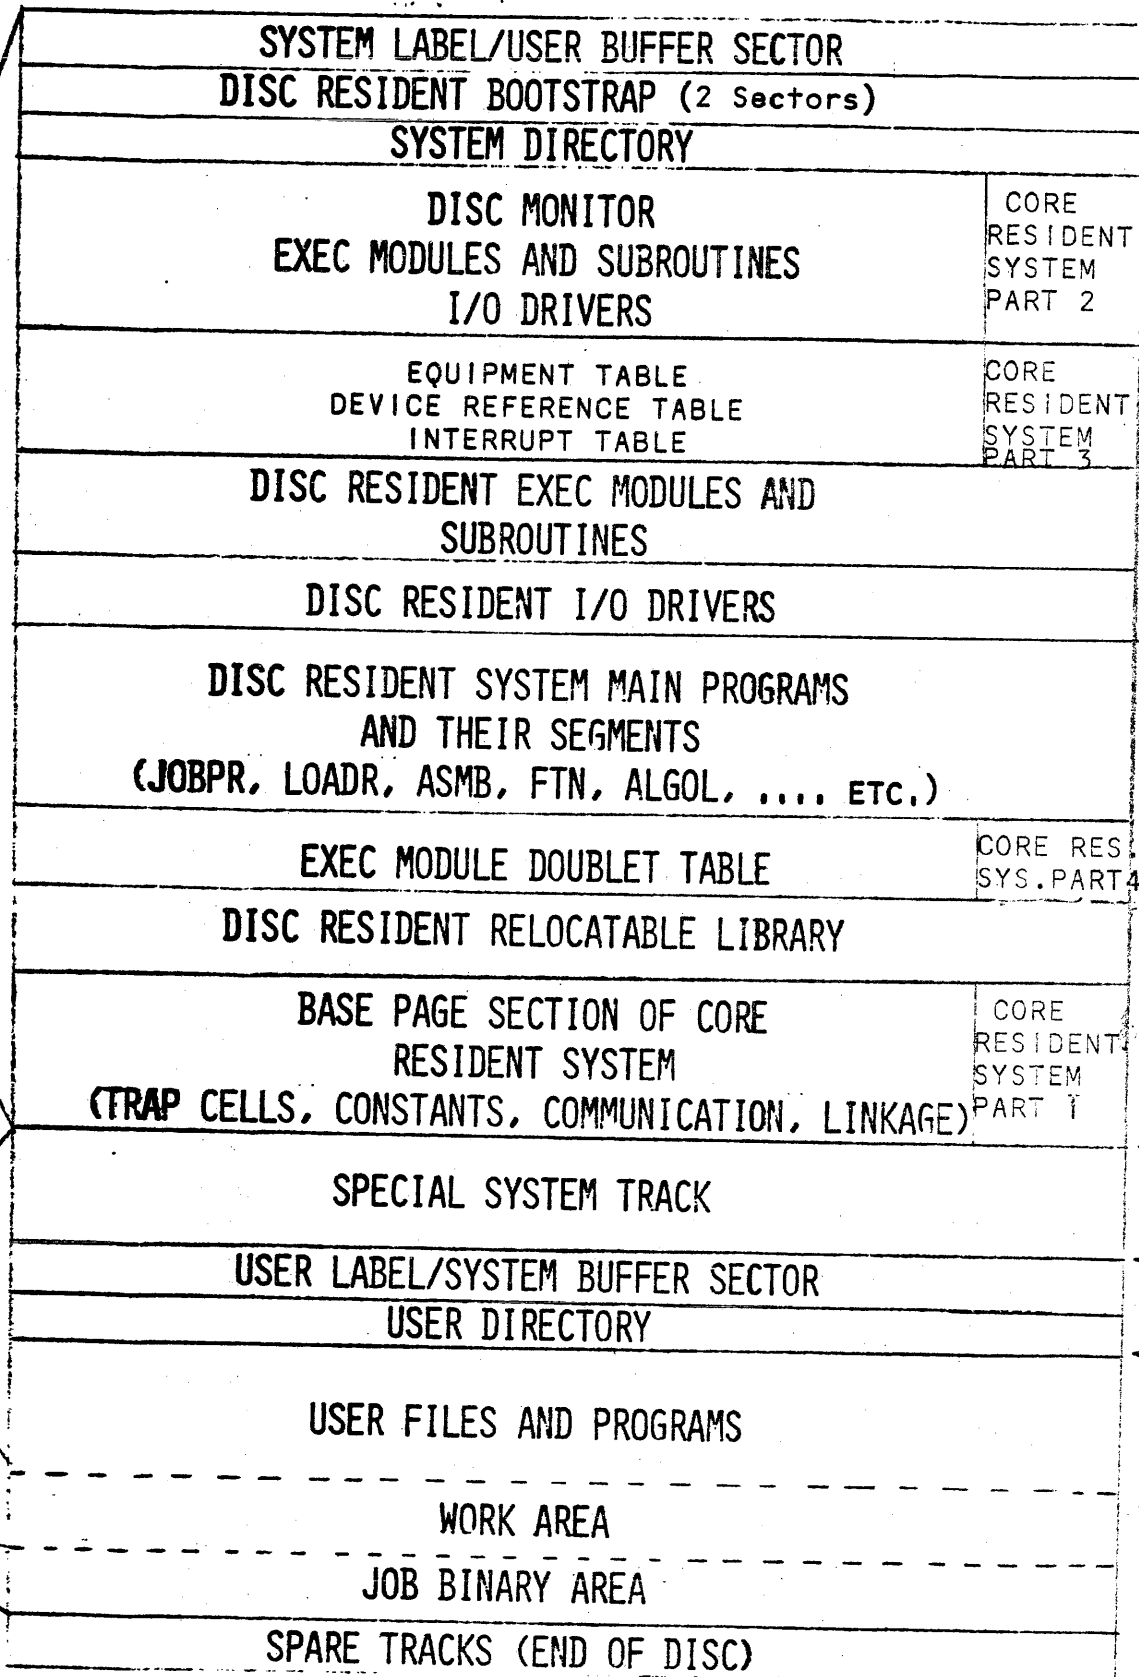 SYSTEM LABEL/USER BUFFER SECTOR
DISC RESIDENT BOOTSTRAP (2 Sectors)
SYSTEM DIRECTORY
DISC MONITOR
EXEC MODULES AND SUBROUTINES
I/O DRIVERS
CORE
RESIDENT
SYSTEM
PART 2
EQUIPMENT TABLE
DEVICE REFERENCE TABLE
INTERRUPT TABLE
CORE
RESIDENT
SYSTEM
PART 3
DISC RESIDENT EXEC MODULES AND
SUBROUTINES
DISC RESIDENT I/O DRIVERS
DISC RESIDENT SYSTEM MAIN PROGRAMS
AND THEIR SEGMENTS
(JOBPR, LOADR, ASMB, FTN, ALGOL, .... ETC.)
EXEC MODULE DOUBLET TABLE
CORE RES.
SYS.PART4
DISC RESIDENT RELOCATABLE LIBRARY
BASE PAGE SECTION OF CORE
RESIDENT SYSTEM
(TRAP CELLS, CONSTANTS, COMMUNICATION, LINKAGE)
CORE
RESIDENT
SYSTEM
PART 1
SPECIAL SYSTEM TRACK
USER LABEL/SYSTEM BUFFER SECTOR
USER DIRECTORY
USER FILES AND PROGRAMS
WORK AREA
JOB BINARY AREA
SPARE TRACKS (END OF DISC)